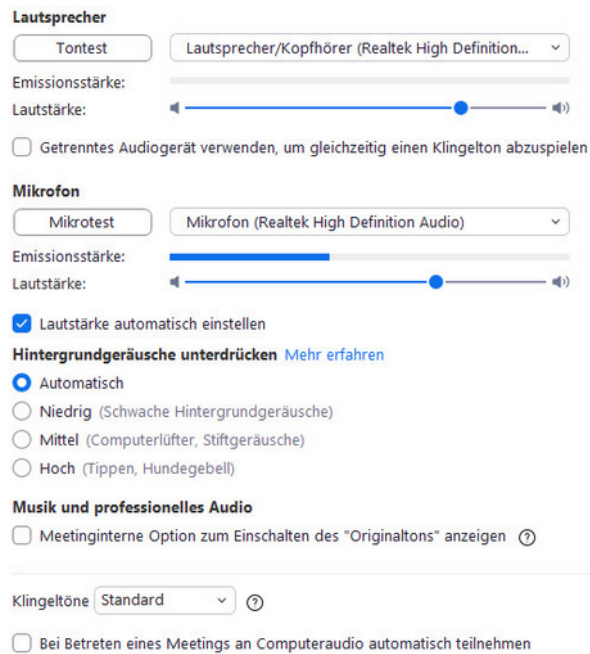 Lautsprecher
Tontest Lautsprecher/Kopfhörer (Realtek High Definition...
Emissionsstärke:
Lautstärke:
Getrenntes Audiogerät verwenden, um gleichzeitig einen Klingelton abzuspielen
Mikrofon
Mikrotest Mikrofon (Realtek High Definition Audio)
Emissionsstärke:
Lautstärke:
Lautstärke automatisch einstellen
Hintergrundgeräusche unterdrücken Mehr erfahren
Automatisch
Niedrig (Schwache Hintergrundgeräusche)
Mittel (Computerlüfter, Stiftgeräusche)
Hoch (Tippen, Hundegebell)
Musik und professionelles Audio
Meetinginterne Option zum Einschalten des "Originaltons" anzeigen ?
Klingeltöne Standard ?
Bei Betreten eines Meetings an Computeraudio automatisch teilnehmen